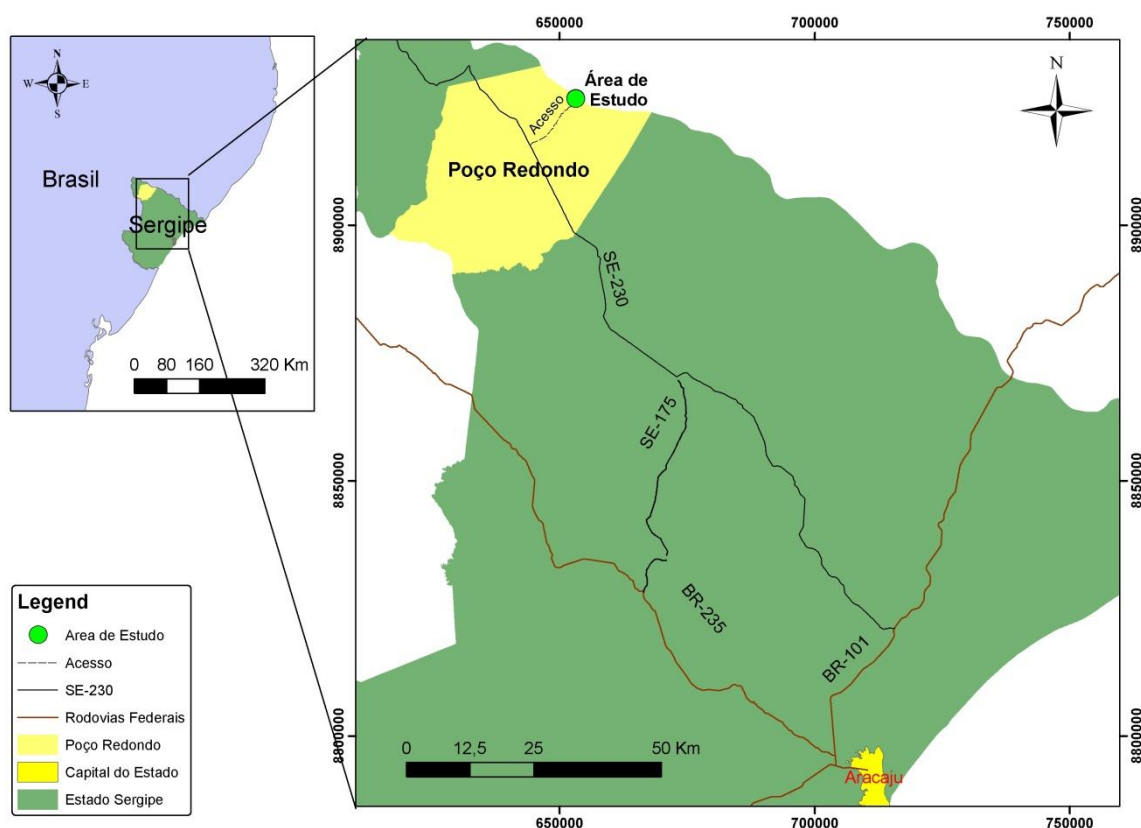 N
W E
S
Brasil
Sergipe
0 80 160 320 Km
650000 700000 750000
Área de
Estudo
Acesso
Poço Redondo
N
SE-230
SE-175
BR-235
BR-101
Aracaju
8900000
8850000
8800000
8900000
8850000
8800000
0 12,5 25 50 Km
650000 700000 750000
Legend
Area de Estudo
Acesso
SE-230
Rodovias Federais
Poço Redondo
Capital do Estado
Estado Sergipe